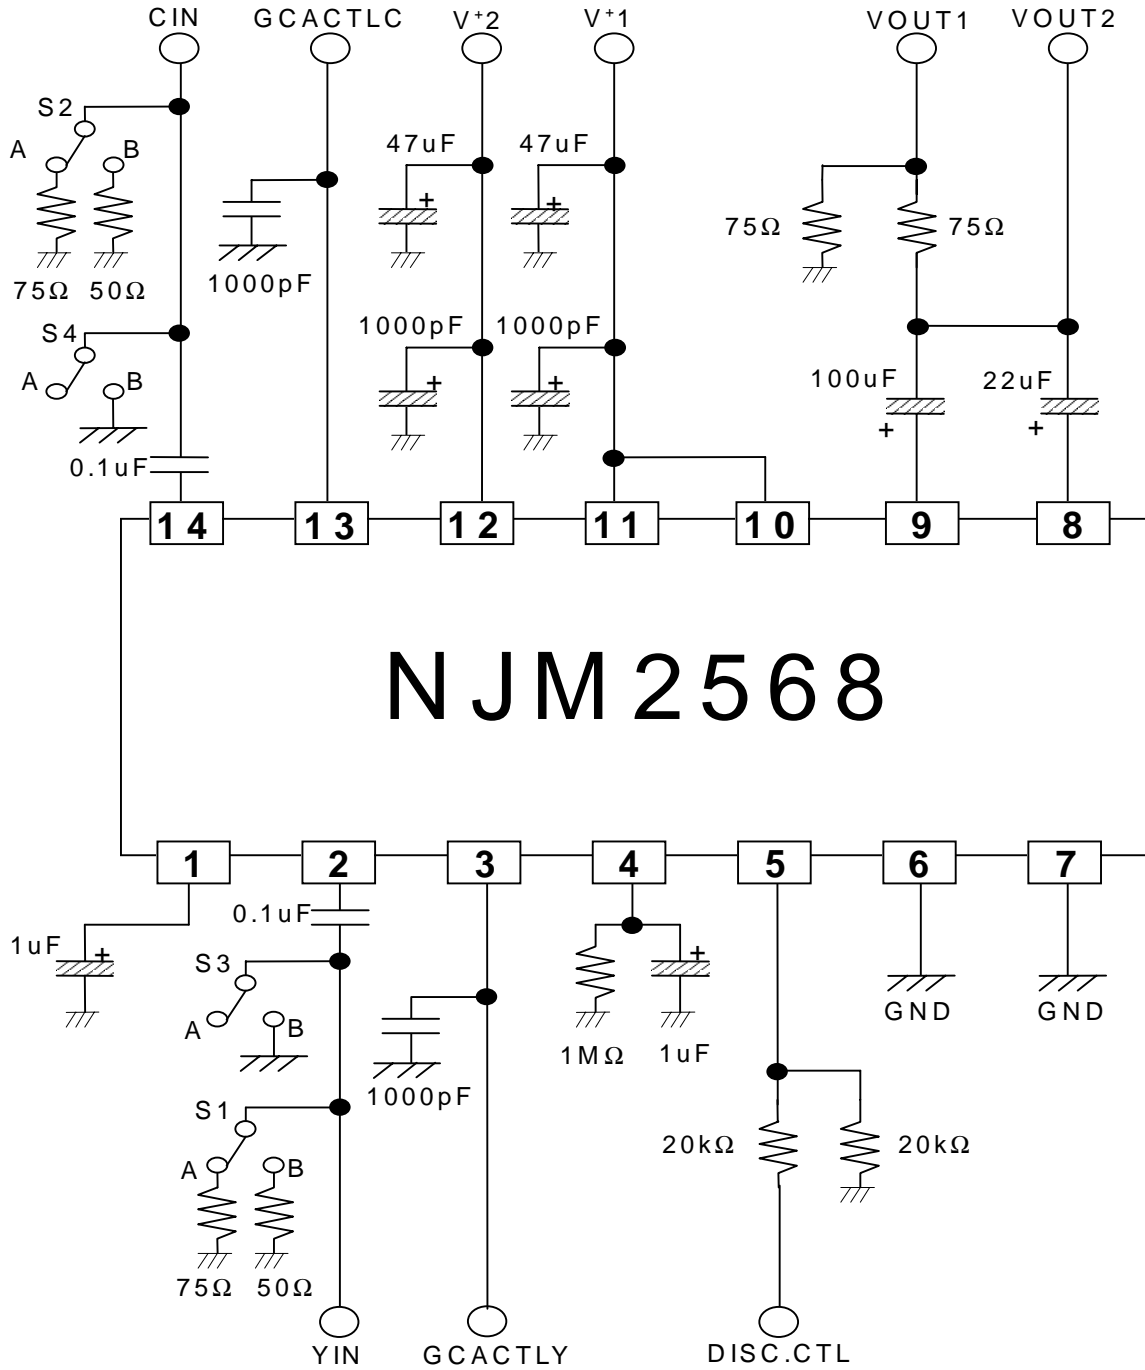 CIN GCACTLC V+2 V+1 VOUT1 VOUT2
S2
A B
47uF 47uF
+ +
75Ω 75Ω
75Ω 50Ω 1000pF
S4 1000pF 1000pF
A B
+ +
100uF 22uF
+ +
0.1uF
14 13 12 11 10 9 8
NJM2568
1 2 3 4 5 6 7
0.1uF
1uF + S3 +
A B
GND GND
1MΩ 1uF
1000pF
S1
A B
20kΩ 20kΩ
75Ω 50Ω
YIN GCACTLY DISC.CTL